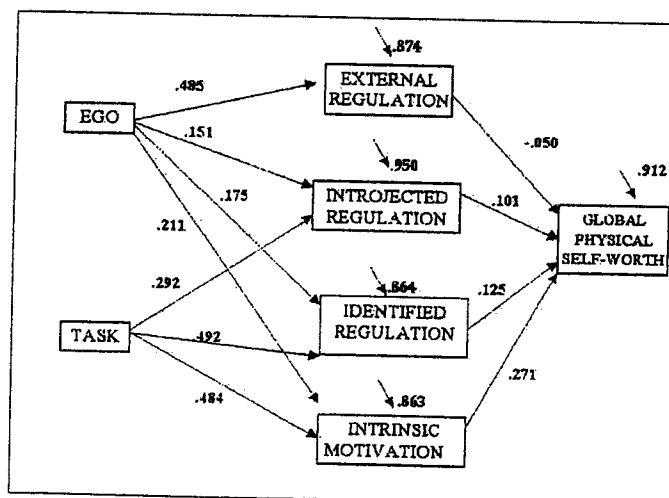 .874
EXTERNAL
REGULATION
.485
EGO
.151
.050
.950
.912
.175
INTROJECTED
REGULATION
.101
GLOBAL
PHYSICAL
SELF-WORTH
.211
.292
.864
IDENTIFIED
REGULATION
.125
TASK
.492
.271
.484
.863
INTRINSIC
MOTIVATION